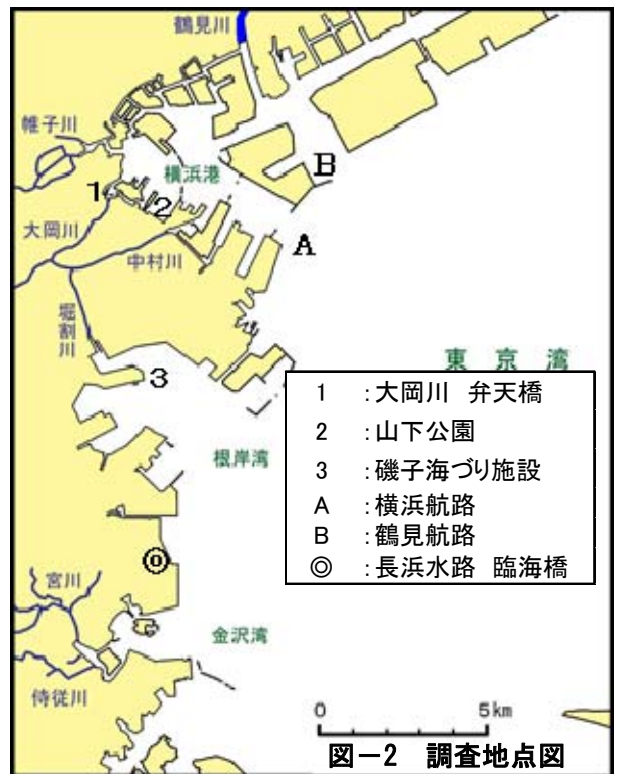 鶴見川
帷子川
横浜港
B
1
2
大岡川
中村川
A
堀割川
東 京 湾
3
1 :大岡川 弁天橋
2 :山下公園
3 :磯子海づり施設
A :横浜航路
B :鶴見航路
◎ :長浜水路 臨海橋
根岸湾
◎
宮川
金沢湾
侍従川
0 5km
図-2 調査地点図